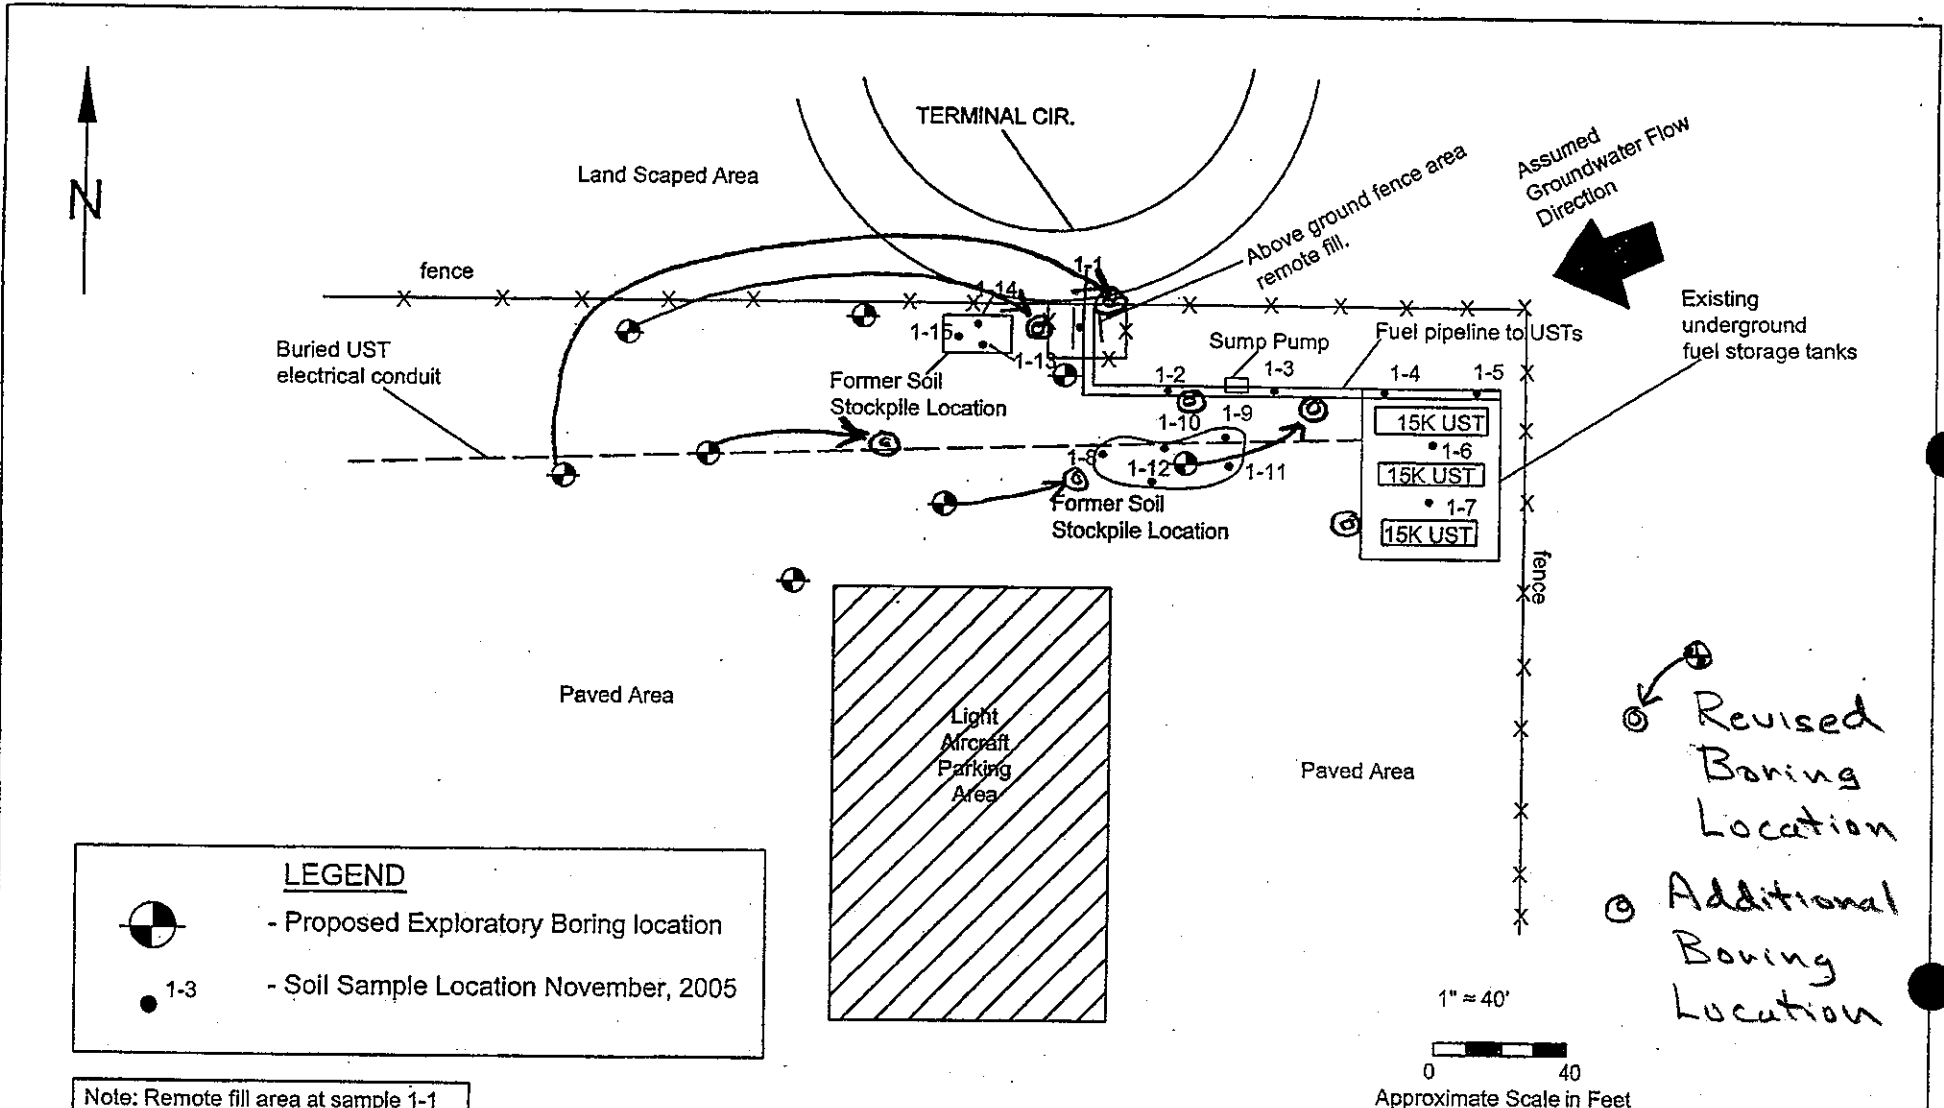 TERMINAL CIR.
Land Scaped Area
N
Assumed
Groundwater Flow
Direction
Above ground fence area
remote fill.
fence
1-1
1-14
1-15
1-13
Existing
underground
fuel storage tanks
Fuel pipeline to USTs
Sump Pump
Buried UST
electrical conduit
Former Soil
Stockpile Location
1-2
1-3
1-4
1-5
1-10
1-9
15K UST
1-6
1-8
1-12
1-11
15K UST
1-7
15K UST
Former Soil
Stockpile Location
fence
Paved Area
Light
Aircraft
Parking
Area
Paved Area
Revised
Boring
Location
Additional
Boring
Location
LEGEND
- Proposed Exploratory Boring location
1-3 - Soil Sample Location November, 2005
1" ≈ 40'
0 40
Approximate Scale in Feet
Note: Remote fill area at sample 1-1